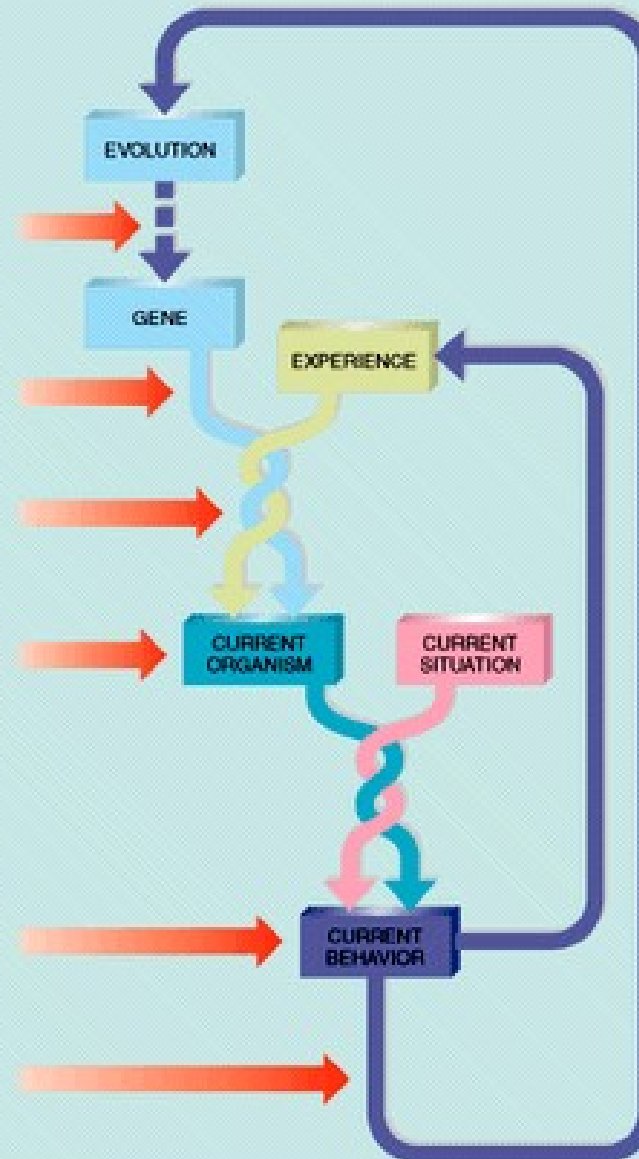 EVOLUTION
GENE
EXPERIENCE
CURRENT
ORGANISM
CURRENT
SITUATION
CURRENT
BEHAVIOR